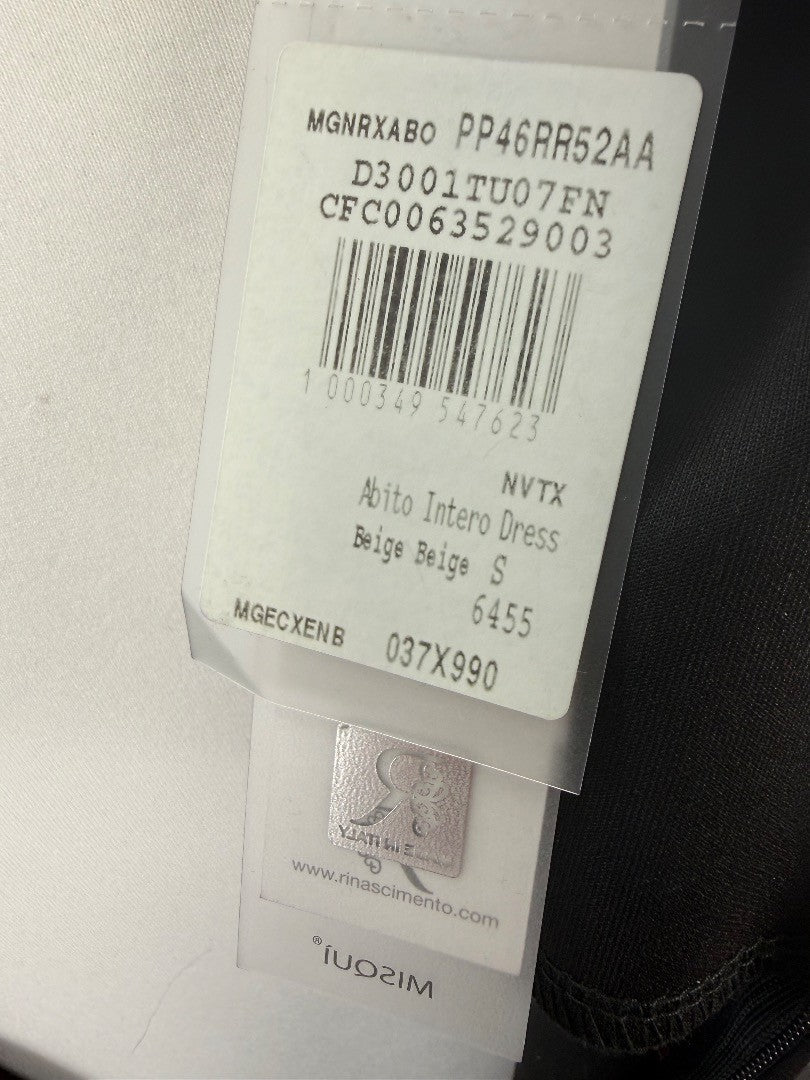 MGNRXABO PP46RR52AA
D3001TU07FN
CFC0063529003
1 000349 547623
NVTX
Abito Intero Dress
Beige Beige S
6455
MGECXENB 037X990
www.rinascimento.com
MISQUÌ®